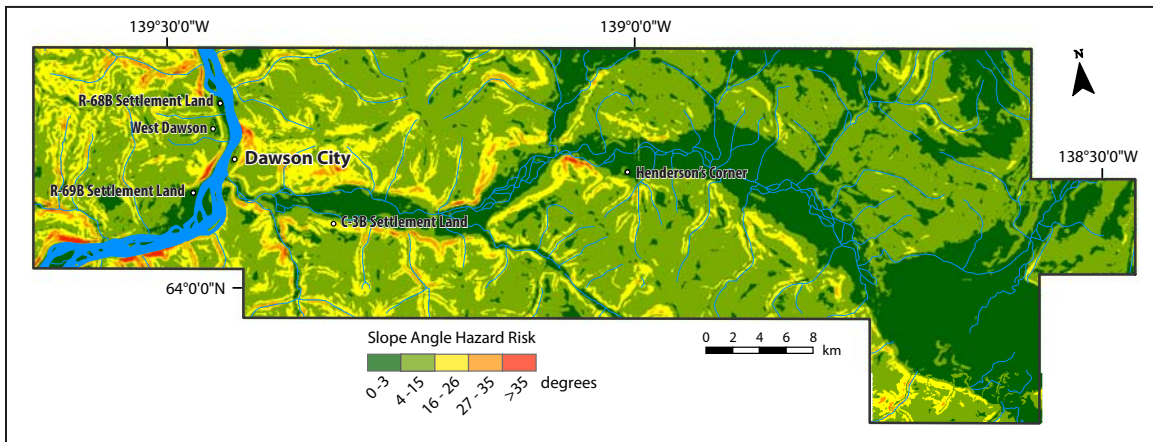 139°30'0"W
139°0'0"W
N
R-68B Settlement Land
West Dawson
Dawson City
138°30'0"W
Henderson's Corner
R-69B Settlement Land
C-3B Settlement Land
64°0'0"N
Slope Angle Hazard Risk
0 2 4 6 8
km
degrees
0 -3
4-15
16 - 26
27 - 35
>35